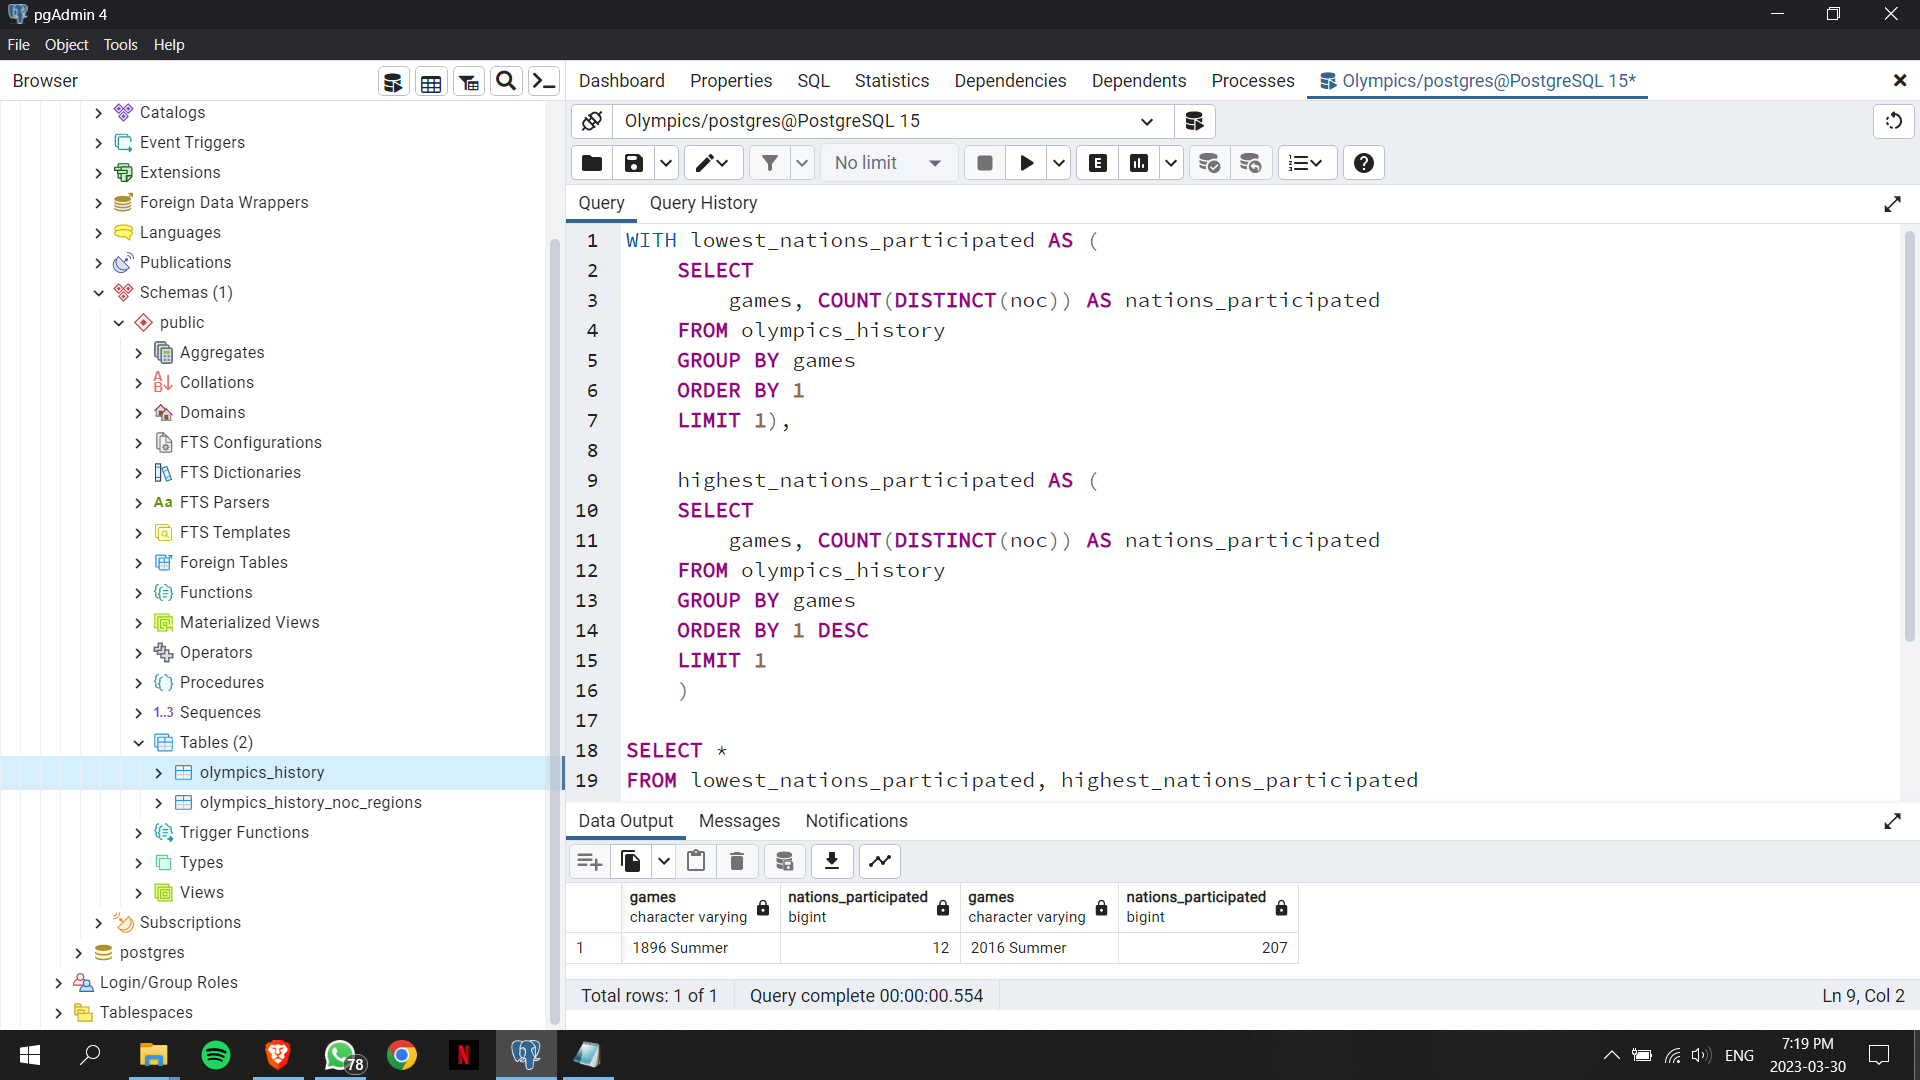 pgAdmin 4
File Object Tools Help
Browser
Dashboard Properties SQL Statistics Dependencies Dependents Processes Olympics/postgres@PostgreSQL 15*
Catalogs
Event Triggers
Extensions
Foreign Data Wrappers
Languages
Publications
Schemas (1)
public
Aggregates
Collations
Domains
FTS Configurations
FTS Dictionaries
Aa FTS Parsers
FTS Templates
Foreign Tables
Functions
Materialized Views
Operators
Procedures
1..3 Sequences
Tables (2)
olympics_history
olympics_history_noc_regions
Trigger Functions
Types
Views
Subscriptions
postgres
Login/Group Roles
Tablespaces
Olympics/postgres@PostgreSQL 15
No limit
E
Query Query History
1 WITH lowest_nations_participated AS (
2 SELECT
3 games, COUNT(DISTINCT(noc)) AS nations_participated
4 FROM olympics_history
5 GROUP BY games
6 ORDER BY 1
7 LIMIT 1),
8
9 highest_nations_participated AS (
10 SELECT
11 games, COUNT(DISTINCT(noc)) AS nations_participated
12 FROM olympics_history
13 GROUP BY games
14 ORDER BY 1 DESC
15 LIMIT 1
16 )
17
18 SELECT *
19 FROM lowest_nations_participated, highest_nations_participated
Data Output Messages Notifications
games nations_participated games nations_participated
character varying bigint character varying bigint
1 1896 Summer 12 2016 Summer 207
Total rows: 1 of 1 Query complete 00:00:00.554 Ln 9, Col 2
78
N
ENG
7:19 PM
2023-03-30